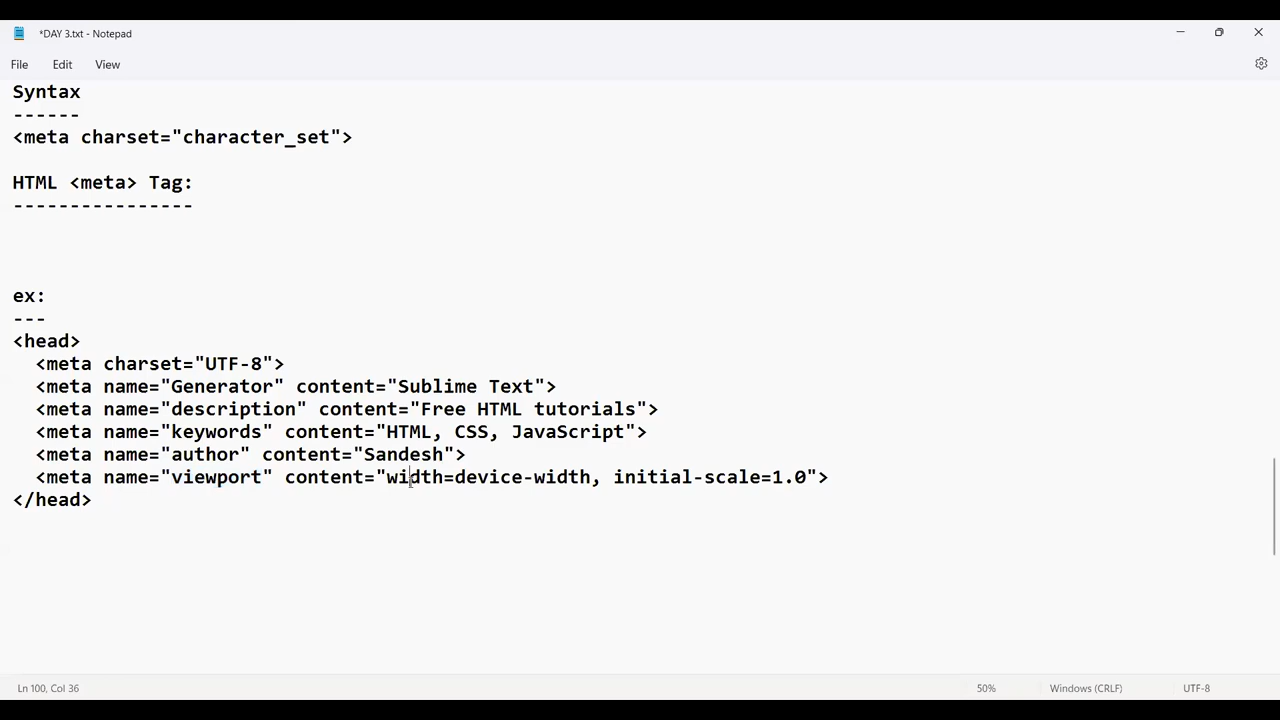 *DAY 3.txt - Notepad
File Edit View
Syntax
------
<meta charset="character_set">
HTML <meta> Tag:
----------------
ex:
---
<head>
<meta charset="UTF-8">
<meta name="Generator" content="Sublime Text">
<meta name="description" content="Free HTML tutorials">
<meta name="keywords" content="HTML, CSS, JavaScript">
<meta name="author" content="Sandesh">
<meta name="viewport" content="width=device-width, initial-scale=1.0">
</head>
Ln 100, Col 36 50% Windows (CRLF) UTF-8